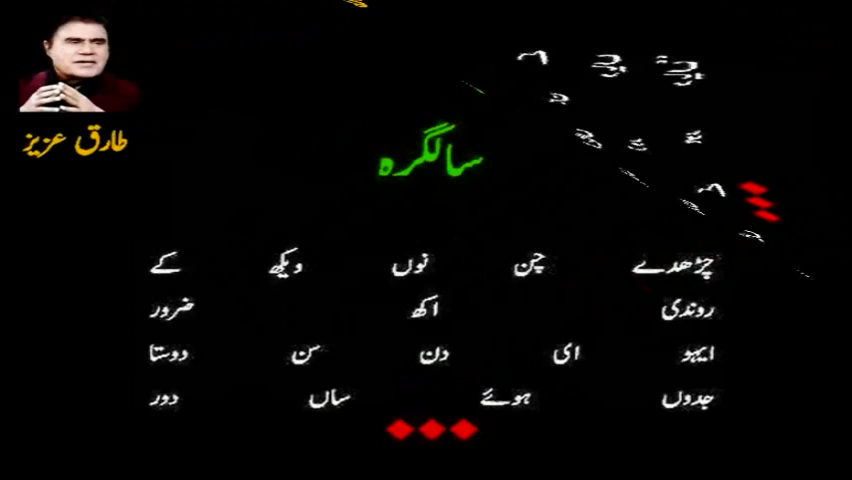 طارق عزیز
سالگرہ
چڑھدے چن نوں ویکھ کے
روندی اکھ ضرور
ایہو ای دن سن دوستا
جدوں ہوئے ساں دور